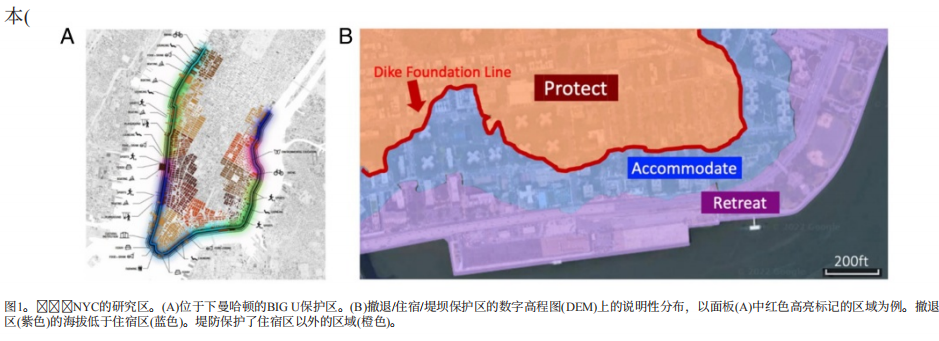 本(
A
B
Dike Foundation Line
Protect
Accommodate
Retreat
200ft
图1。□□□NYC的研究区。(A)位于下曼哈顿的BIG U保护区。(B)撤退/住宿/堤坝保护区的数字高程图(DEM)上的说明性分布，以面板(A)中红色高亮标记的区域为例。撤退
区(紫色)的海拔低于住宿区(蓝色)。堤防保护了住宿区以外的区域(橙色)。